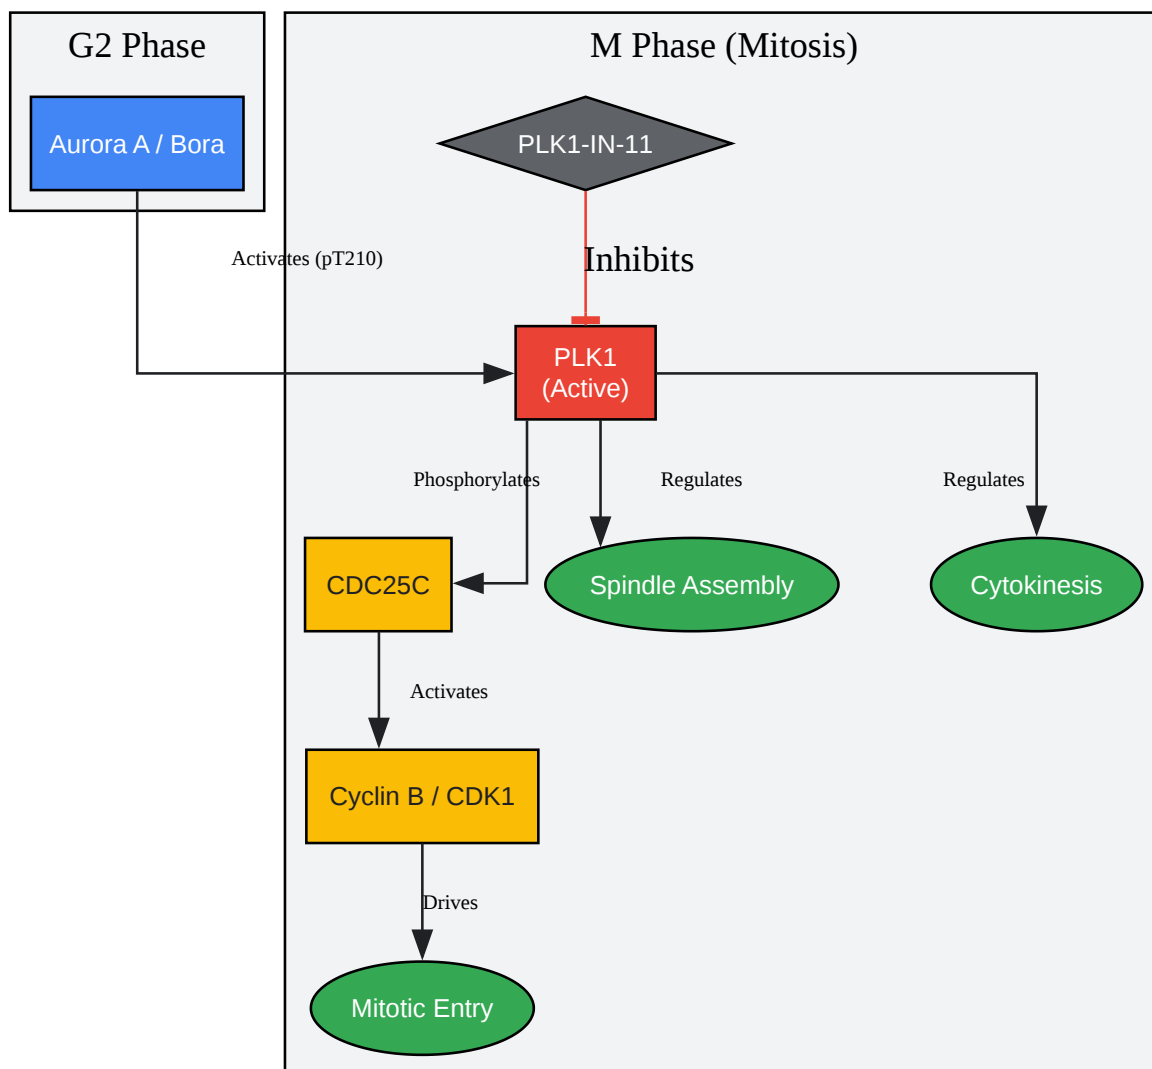 G2 Phase
M Phase (Mitosis)
Aurora A / Bora
PLK1-IN-11
Activates (pT210)
Inhibits
PLK1
(Active)
Phosphorylates
Regulates
Regulates
CDC25C
Spindle Assembly
Cytokinesis
Activates
Cyclin B / CDK1
Drives
Mitotic Entry